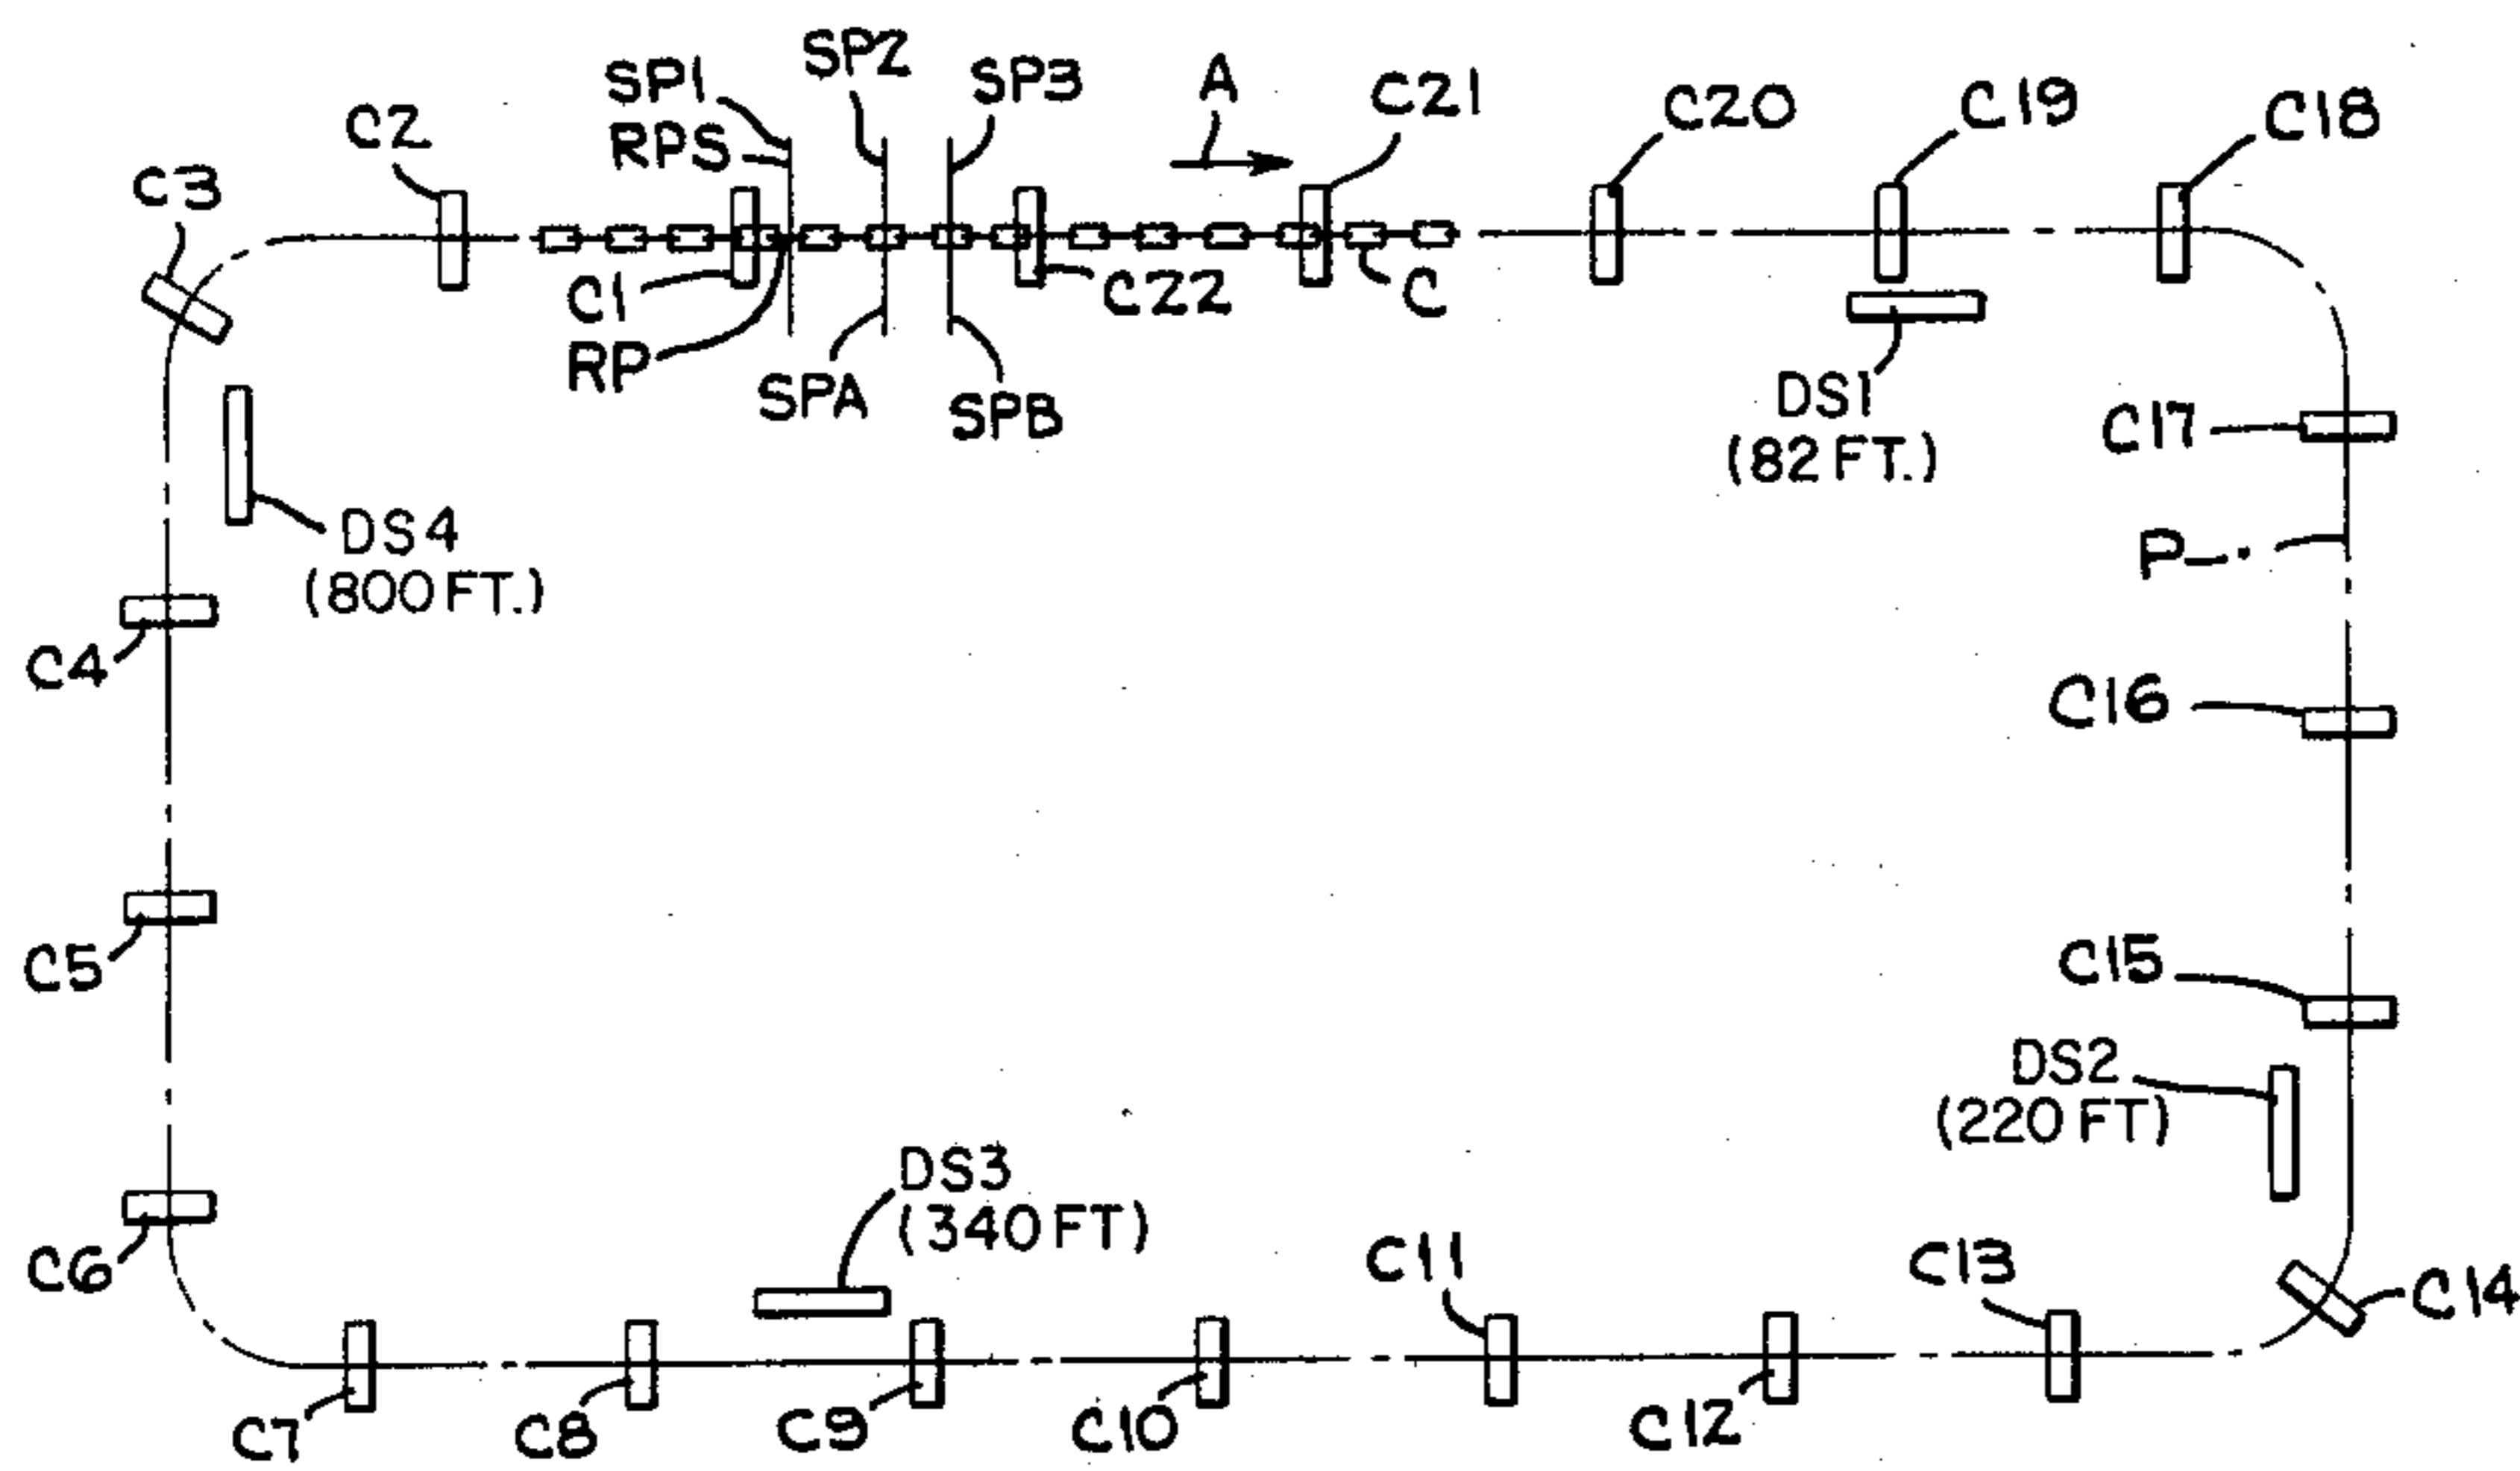 SP2
SP1
SP3
A
C21
C20
C19
C18
C2
RPS
C3
C1
C22
C
RP
SPA
SPB
DS1
(82 FT.)
C17
DS4
(800 FT.)
P
C4
C16
C5
C15
DS2
(220 FT)
DS3
(340 FT)
C6
C11
C13
C14
C7
C8
C9
C10
C12